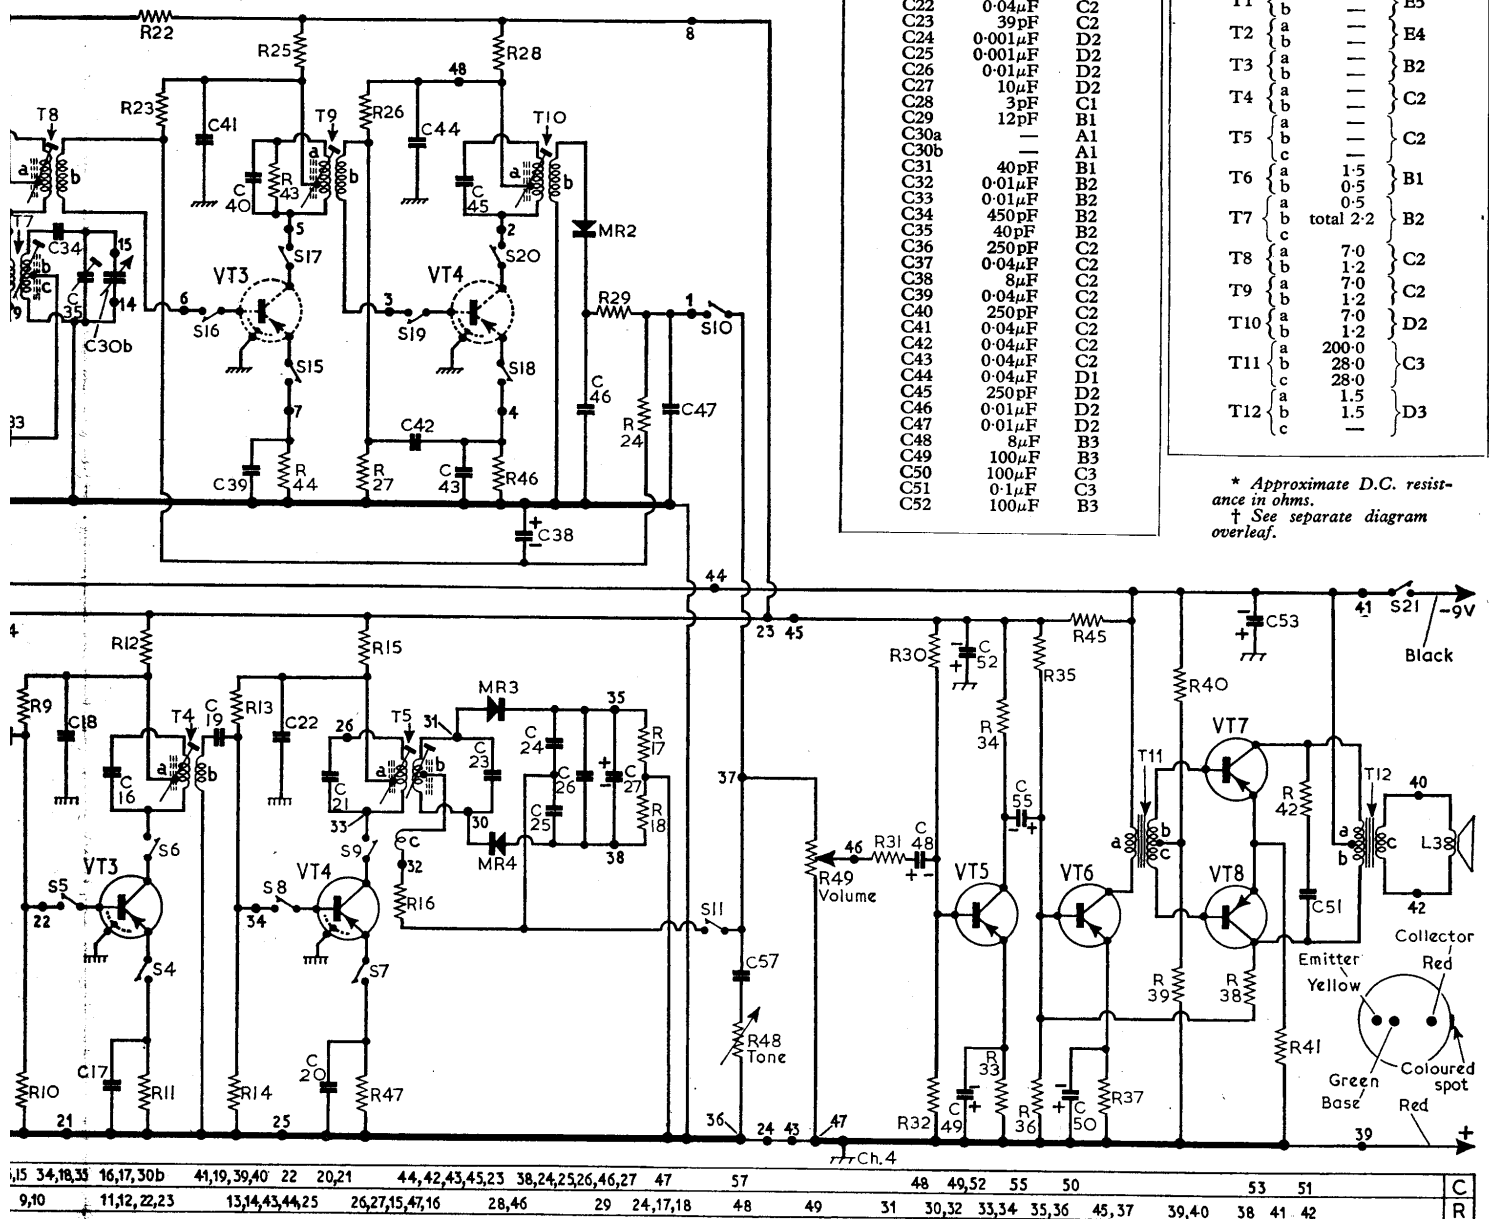 C22 0·04μF C2
C23 39pF C2
C24 0·001μF D2
C25 0·001μF D2
C26 0·01μF D2
C27 10μF D2
C28 3pF C1
C29 12pF B1
C30a — A1
C30b — A1
C31 40pF B1
C32 0·01μF B2
C33 0·01μF B2
C34 450pF B2
C35 40pF B2
C36 250pF C2
C37 0·04μF C2
C38 8μF C2
C39 0·04μF C2
C40 250pF C2
C41 0·04μF C2
C42 0·04μF C2
C43 0·04μF C2
C44 0·04μF D1
C45 250pF D2
C46 0·01μF D2
C47 0·01μF D2
C48 8μF B3
C49 100μF B3
C50 100μF C3
C51 0·1μF C3
C52 100μF B3
b —
T2 a — E4
b —
T3 a — B2
b —
T4 a — C2
b —
T5 a — C2
b —
c —
T6 a 1·5 B1
b 0·5
T7 a 0·5 B2
b total 2·2
c
T8 a 7·0 C2
b 1·2
T9 a 7·0 C2
b 1·2
T10 a 7·0 D2
b 1·2
T11 a 200·0 C3
b 28·0
c 28·0
T12 a 1·5 D3
b 1·5
c —
* Approximate D.C. resist-
ance in ohms.
† See separate diagram
overleaf.
R22
8
R25
R28
48
R23
C41
T9
R26
C44
T10
T8
a
b
C
40
R
43
a
b
C
45
a
b
T7
C34
15
5
S17
2
S20
MR2
b
c
C
35
14
C30b
VT3
6
S16
VT4
3
S19
R29
1
S10
S15
7
S18
4
C
46
R
24
C47
C42
C39
R
44
R
27
C
43
R46
+
−
C38
44
23
45
R12
R15
R9
C18
T4
C
19
R13
C22
26
T5
31
MR3
35
a
b
C
16
C
21
33
a
b
c
C
23
30
MR4
C
24
C
25
C
26
+
−
C
27
R
17
R
18
38
37
S6
VT3
S5
22
S9
VT4
S8
34
32
R16
S11
S4
S7
C57
R48
Tone
R10
C17
R11
R14
C
20
R47
21
25
36
24
43
47
Ch.4
R49
Volume
46
R31
C
48
+
−
R30
−
+
C
52
R35
R45
R
34
C
55
−
+
VT5
VT6
R32
−
+
C
49
R
33
R
36
−
+
C
50
R37
R40
T11
a
b
c
VT7
VT8
R
39
R
38
R41
R
42
C51
T12
a
b
c
40
L3
42
−
+
C53
41
S21
−9V
Black
Collector
Red
Emitter
Yellow
Green
Base
Coloured
spot
Red
39
+
34,18,35 16,17,30b 41,19,39,40 22 20,21 44,42,43,45,23 38,24,25,26,46,27 47 57 48 49,52 55 50 53 51 C
9,10 11,12,22,23 13,14,43,44,25 26,27,15,47,16 28,46 29 24,17,18 48 49 31 30,32 33,34 35,36 45,37 39,40 38 41 42 R